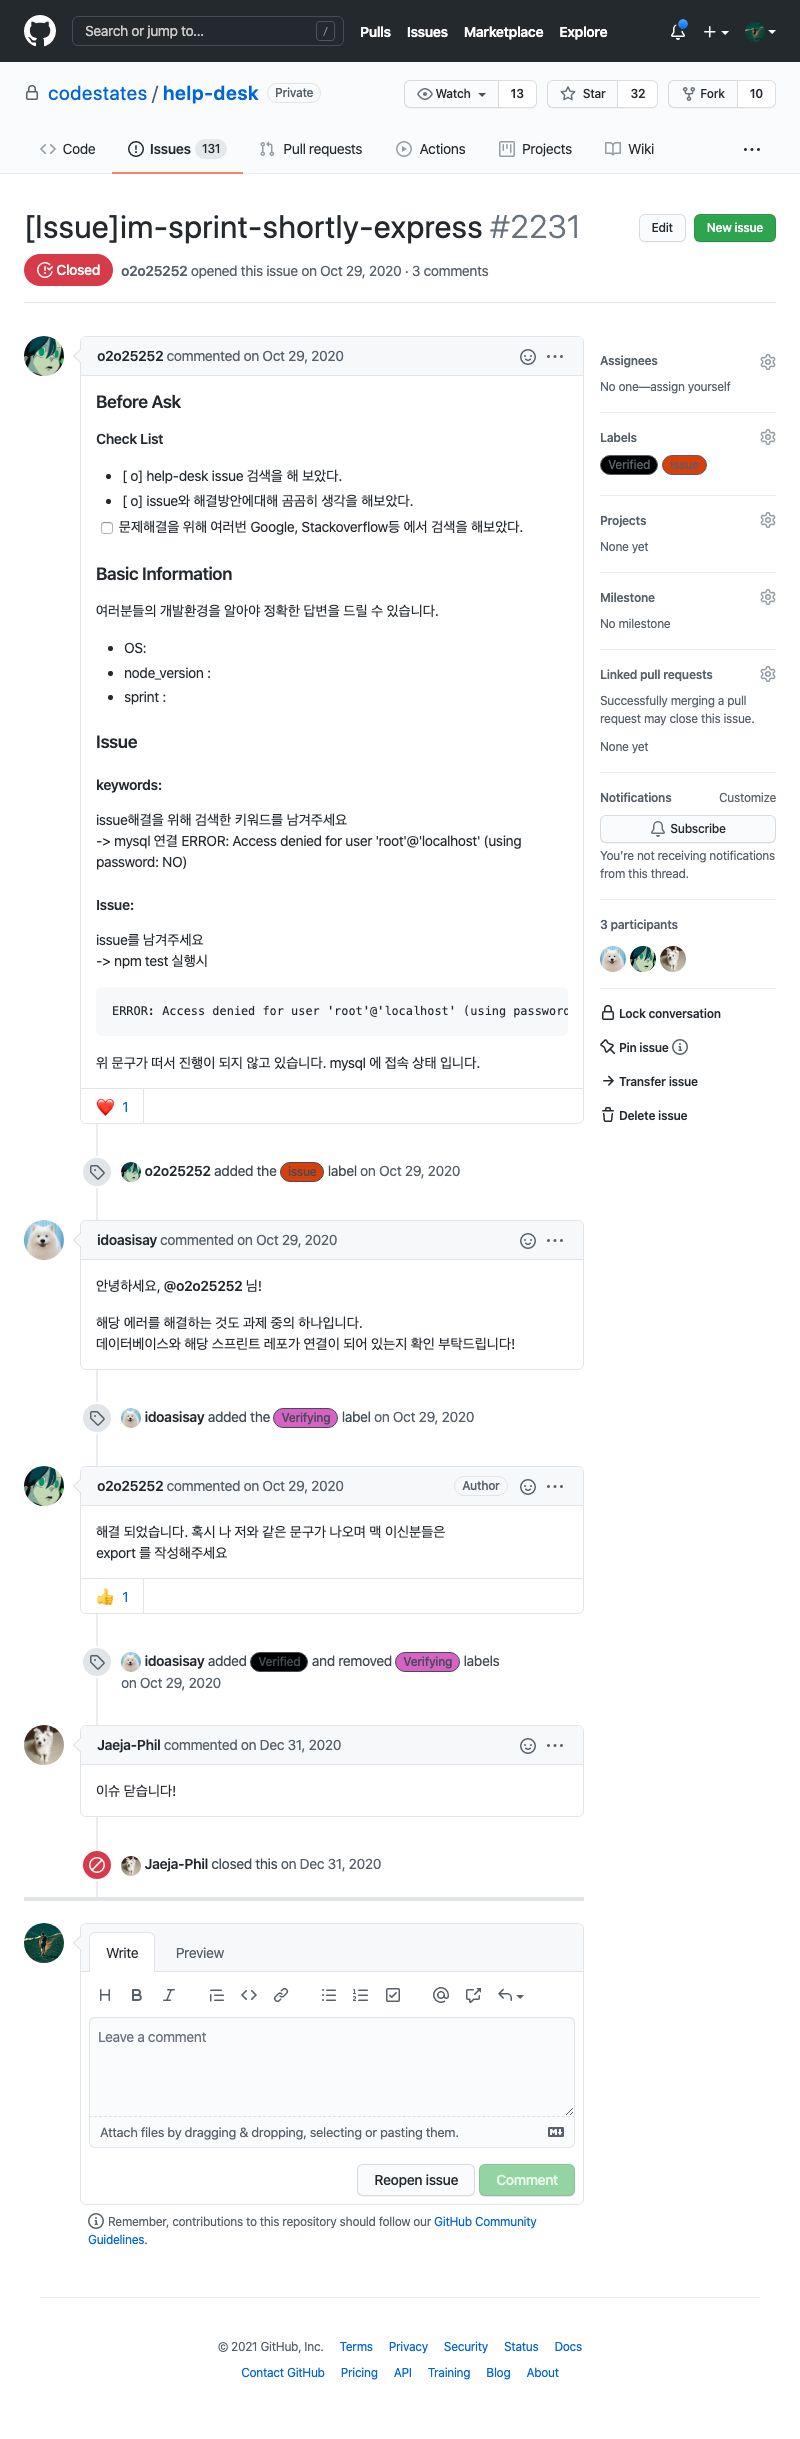 Search or jump to...
/
Pulls
Issues
Marketplace
Explore
codestates / help-desk
Private
Watch
13
Star
32
Fork
10
Code
Issues 131
Pull requests
Actions
Projects
Wiki
[Issue]im-sprint-shortly-express #2231
Edit
New issue
Closed
o2o25252 opened this issue on Oct 29, 2020 · 3 comments
o2o25252 commented on Oct 29, 2020
Before Ask
Check List
[ o] help-desk issue 검색을 해 보았다.
[ o] issue와 해결방안에대해 곰곰히 생각을 해보았다.
문제해결을 위해 여러번 Google, Stackoverflow등 에서 검색을 해보았다.
Basic Information
여러분들의 개발환경을 알아야 정확한 답변을 드릴 수 있습니다.
OS:
node_version :
sprint :
Issue
keywords:
issue해결을 위해 검색한 키워드를 남겨주세요
-> mysql 연결 ERROR: Access denied for user 'root'@'localhost' (using
password: NO)
Issue:
issue를 남겨주세요
-> npm test 실행시
ERROR: Access denied for user 'root'@'localhost' (using password
위 문구가 떠서 진행이 되지 않고 있습니다. mysql 에 접속 상태 입니다.
1
o2o25252 added the issue label on Oct 29, 2020
idoasisay commented on Oct 29, 2020
안녕하세요, @o2o25252 님!
해당 에러를 해결하는 것도 과제 중의 하나입니다.
데이터베이스와 해당 스프린트 레포가 연결이 되어 있는지 확인 부탁드립니다!
idoasisay added the Verifying label on Oct 29, 2020
o2o25252 commented on Oct 29, 2020
Author
해결 되었습니다. 혹시 나 저와 같은 문구가 나오며 맥 이신분들은
export 를 작성해주세요
1
idoasisay added Verified and removed Verifying labels
on Oct 29, 2020
Jaeja-Phil commented on Dec 31, 2020
이슈 닫습니다!
Jaeja-Phil closed this on Dec 31, 2020
Assignees
No one—assign yourself
Labels
Verified
issue
Projects
None yet
Milestone
No milestone
Linked pull requests
Successfully merging a pull
request may close this issue.
None yet
Notifications
Customize
Subscribe
You're not receiving notifications
from this thread.
3 participants
Lock conversation
Pin issue
Transfer issue
Delete issue
Write
Preview
Leave a comment
Attach files by dragging & dropping, selecting or pasting them.
Reopen issue
Comment
Remember, contributions to this repository should follow our GitHub Community
Guidelines.
© 2021 GitHub, Inc.
Terms
Privacy
Security
Status
Docs
Contact GitHub
Pricing
API
Training
Blog
About